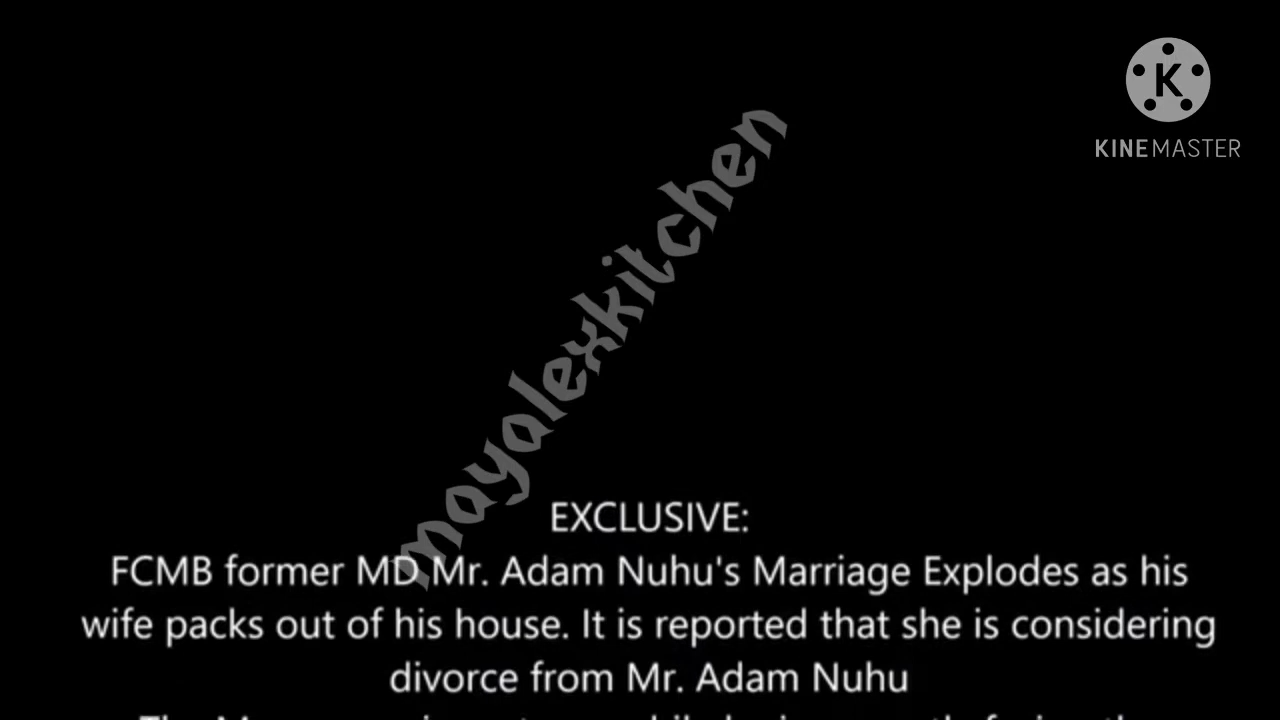 K
KINEMASTER
mayalexkitchen
EXCLUSIVE:
FCMB former MD Mr. Adam Nuhu's Marriage Explodes as his
wife packs out of his house. It is reported that she is considering
divorce from Mr. Adam Nuhu